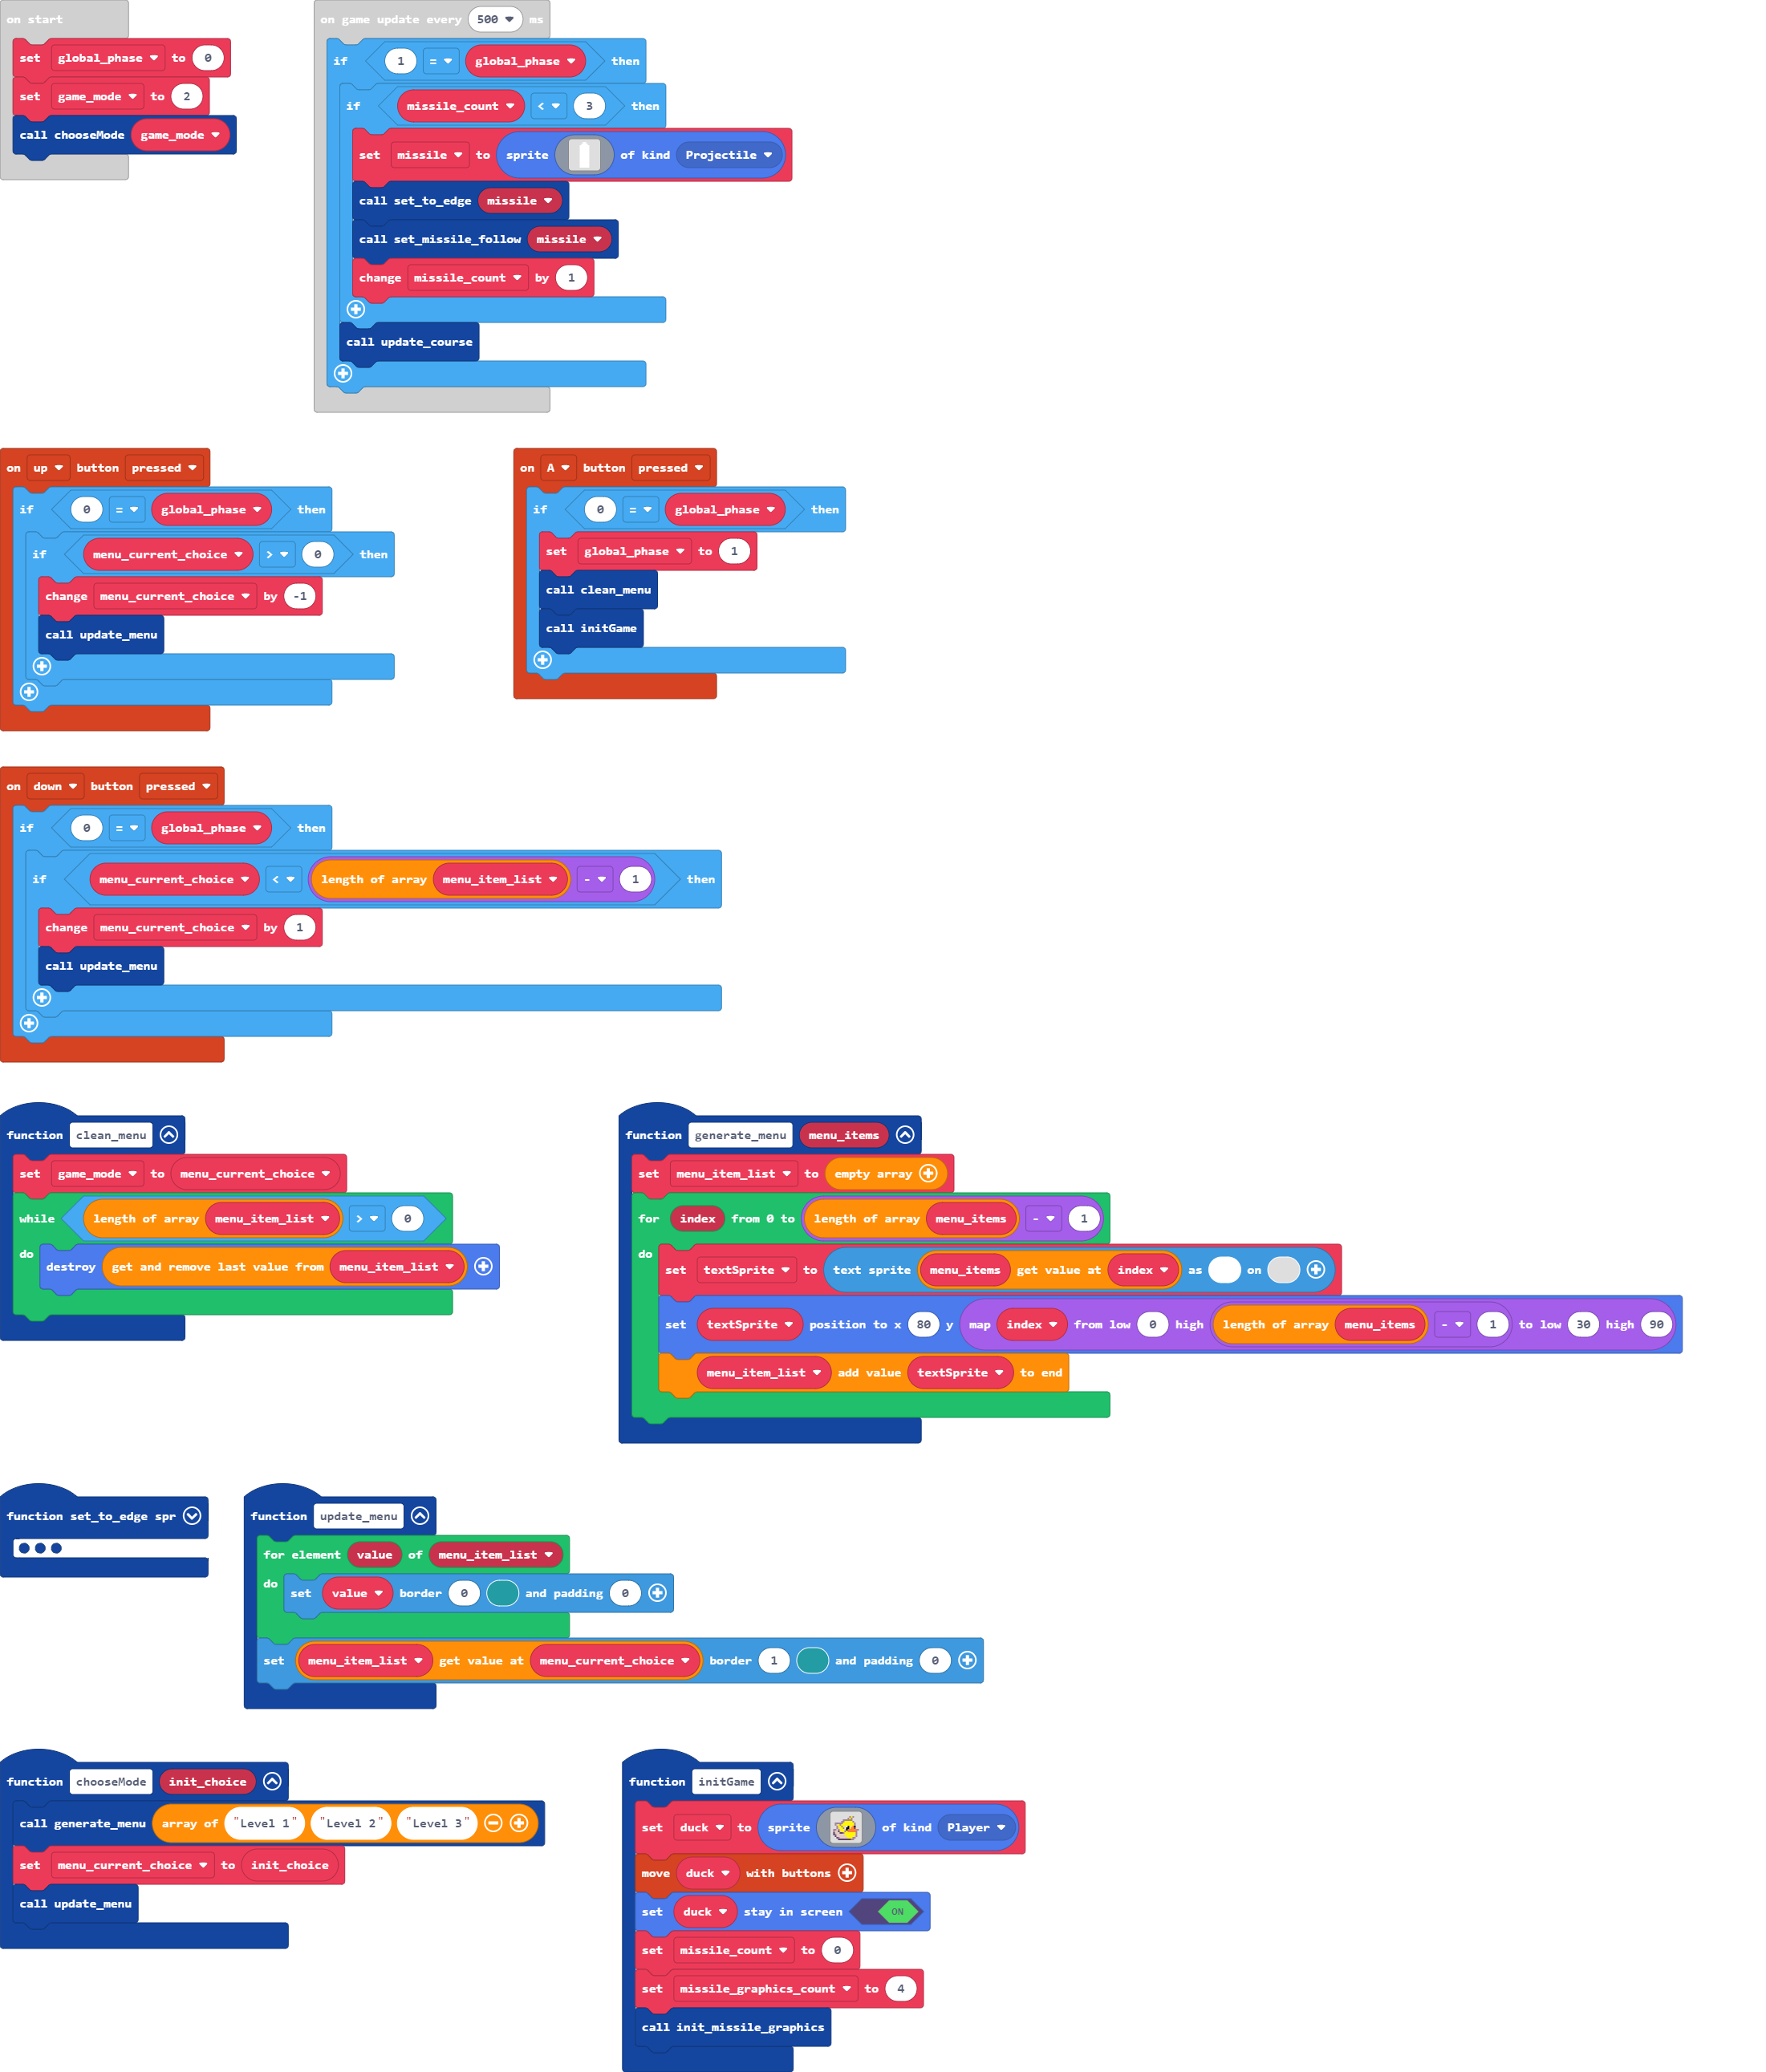 on start
set global_phase to 0
set game_mode to 2
call chooseMode game_mode
on game update every 500 ms
if 1 = global_phase then
if missile_count < 3 then
set missile to sprite of kind Projectile
call set_to_edge missile
call set_missile_follow missile
change missile_count by 1
call update_course
on up button pressed
if 0 = global_phase then
if menu_current_choice > 0 then
change menu_current_choice by -1
call update_menu
on A button pressed
if 0 = global_phase then
set global_phase to 1
call clean_menu
call initGame
on down button pressed
if 0 = global_phase then
if menu_current_choice < length of array menu_item_list - 1 then
change menu_current_choice by 1
call update_menu
function clean_menu
set game_mode to menu_current_choice
while length of array menu_item_list > 0
do destroy get and remove last value from menu_item_list
function generate_menu menu_items
set menu_item_list to empty array
for index from 0 to length of array menu_items - 1
do
set textSprite to text sprite menu_items get value at index as on
set textSprite position to x 80 y map index from low 0 high length of array menu_items - 1 to low 30 high 90
menu_item_list add value textSprite to end
function set_to_edge spr
function update_menu
for element value of menu_item_list
do set value border 0 and padding 0
set menu_item_list get value at menu_current_choice border 1 and padding 0
function chooseMode init_choice
call generate_menu array of "Level 1" "Level 2" "Level 3"
set menu_current_choice to init_choice
call update_menu
function initGame
set duck to sprite of kind Player
move duck with buttons
set duck stay in screen ON
set missile_count to 0
set missile_graphics_count to 4
call init_missile_graphics